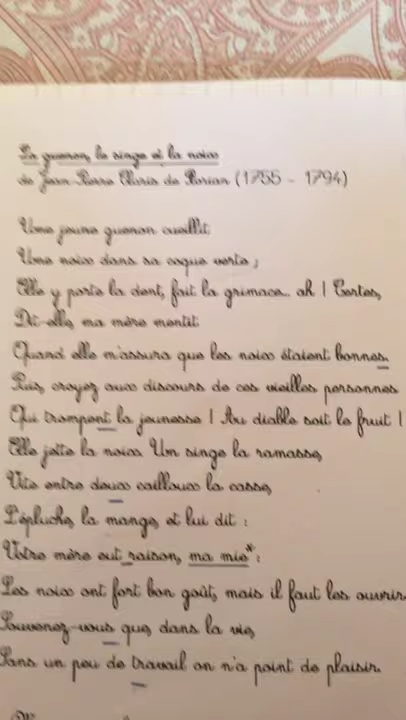 La guenon, le singe et la noix
de Jean Pierre Claris de Florian (1755 - 1794)
Une jeune guenon cueillit
Une noix dans sa coque verte ;
Elle y porte la dent, fait la grimace... ah ! Certes,
Dit-elle, ma mère mentit
Quand elle m'assura que les noix étaient bonnes.
Puis, croyez aux discours de ces vieilles personnes
Qui trompent la jeunesse ! Au diable soit le fruit !
Elle jette la noix. Un singe la ramasse,
Vite entre deux cailloux la casse,
L'épluche, la mange, et lui dit :
Votre mère eut raison, ma mie* :
Les noix ont fort bon goût, mais il faut les ouvrir.
Souvenez-vous que, dans la vie,
Sans un peu de travail on n'a point de plaisir.